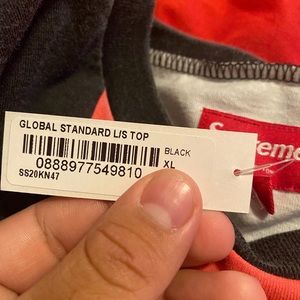 GLOBAL STANDARD L/S TOP
BLACK
0888977549810 XL
SS20KN47
Supreme